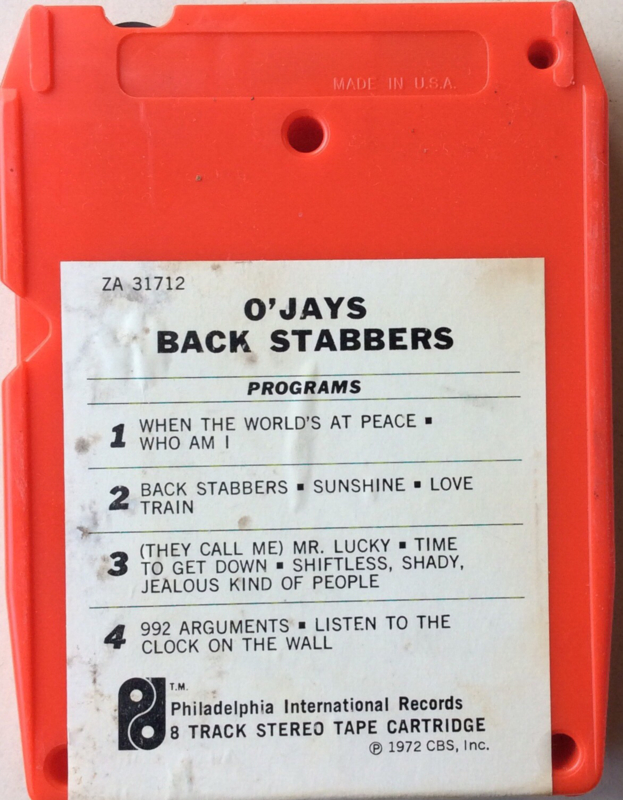 MADE IN U.S.A.
ZA 31712
O'JAYS
BACK STABBERS
PROGRAMS
1 WHEN THE WORLD'S AT PEACE ▪
WHO AM I
2 BACK STABBERS ▪ SUNSHINE ▪ LOVE
TRAIN
3 (THEY CALL ME) MR. LUCKY ▪ TIME
TO GET DOWN ▪ SHIFTLESS, SHADY,
JEALOUS KIND OF PEOPLE
4 992 ARGUMENTS ▪ LISTEN TO THE
CLOCK ON THE WALL
T.M.
Philadelphia International Records
8 TRACK STEREO TAPE CARTRIDGE
℗ 1972 CBS, Inc.